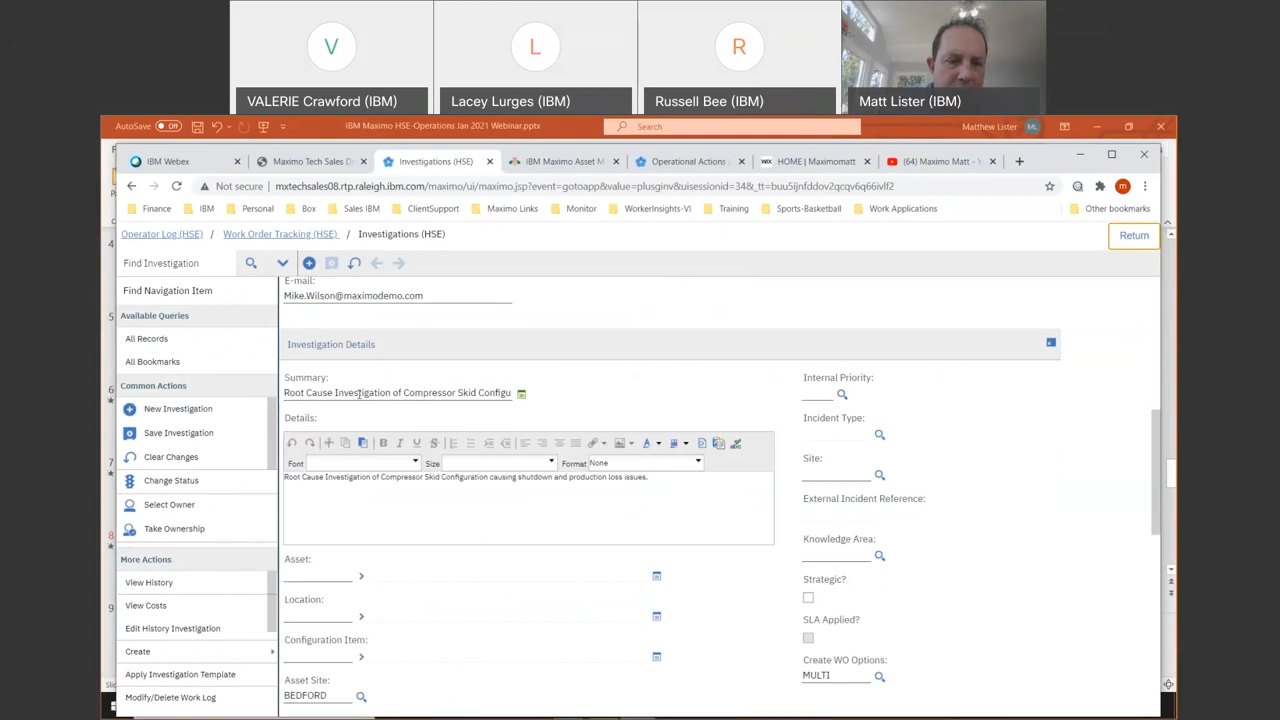 V
L
R
VALERIE Crawford (IBM)
Lacey Lurges (IBM)
Russell Bee (IBM)
Matt Lister (IBM)
AutoSave Off
IBM Maximo HSE-Operations Jan 2021 Webinar.pptx
Search
Matthew Lister ML
IBM Webex
Maximo Tech Sales D
Investigations (HSE)
IBM Maximo Asset M
Operational Actions D
WIX HOME | Maximomatt
(64) Maximo Matt - V
Not secure mxtechsales08.rtp.raleigh.ibm.com/maximo/ui/maximo.jsp?event=gotoapp&value=plusginv&uisessionid=34&_tt=buu5ijnfddov2qcqv6q66ivlf2
m
Finance IBM Personal Box Sales IBM ClientSupport Maximo Links Monitor WorkerInsights-VI Training Sports-Basketball Work Applications Other bookmarks
Operator Log (HSE) / Work Order Tracking (HSE) / Investigations (HSE)
Return
Find Investigation
Find Navigation Item
Available Queries
All Records
All Bookmarks
Common Actions
New Investigation
Save Investigation
Clear Changes
Change Status
Select Owner
Take Ownership
More Actions
View History
View Costs
Edit History Investigation
Create
Apply Investigation Template
Modify/Delete Work Log
E-mail:
Mike.Wilson@maximodemo.com
Investigation Details
Summary:
Root Cause Investigation of Compressor Skid Configu
Details:
B I U S
Font Size Format None
Root Cause Investigation of Compressor Skid Configuration causing shutdown and production loss issues.
Asset:
Location:
Configuration Item:
Asset Site:
BEDFORD
Internal Priority:
Incident Type:
Site:
External Incident Reference:
Knowledge Area:
Strategic?
SLA Applied?
Create WO Options:
MULTI
4
5
6
7
8
9